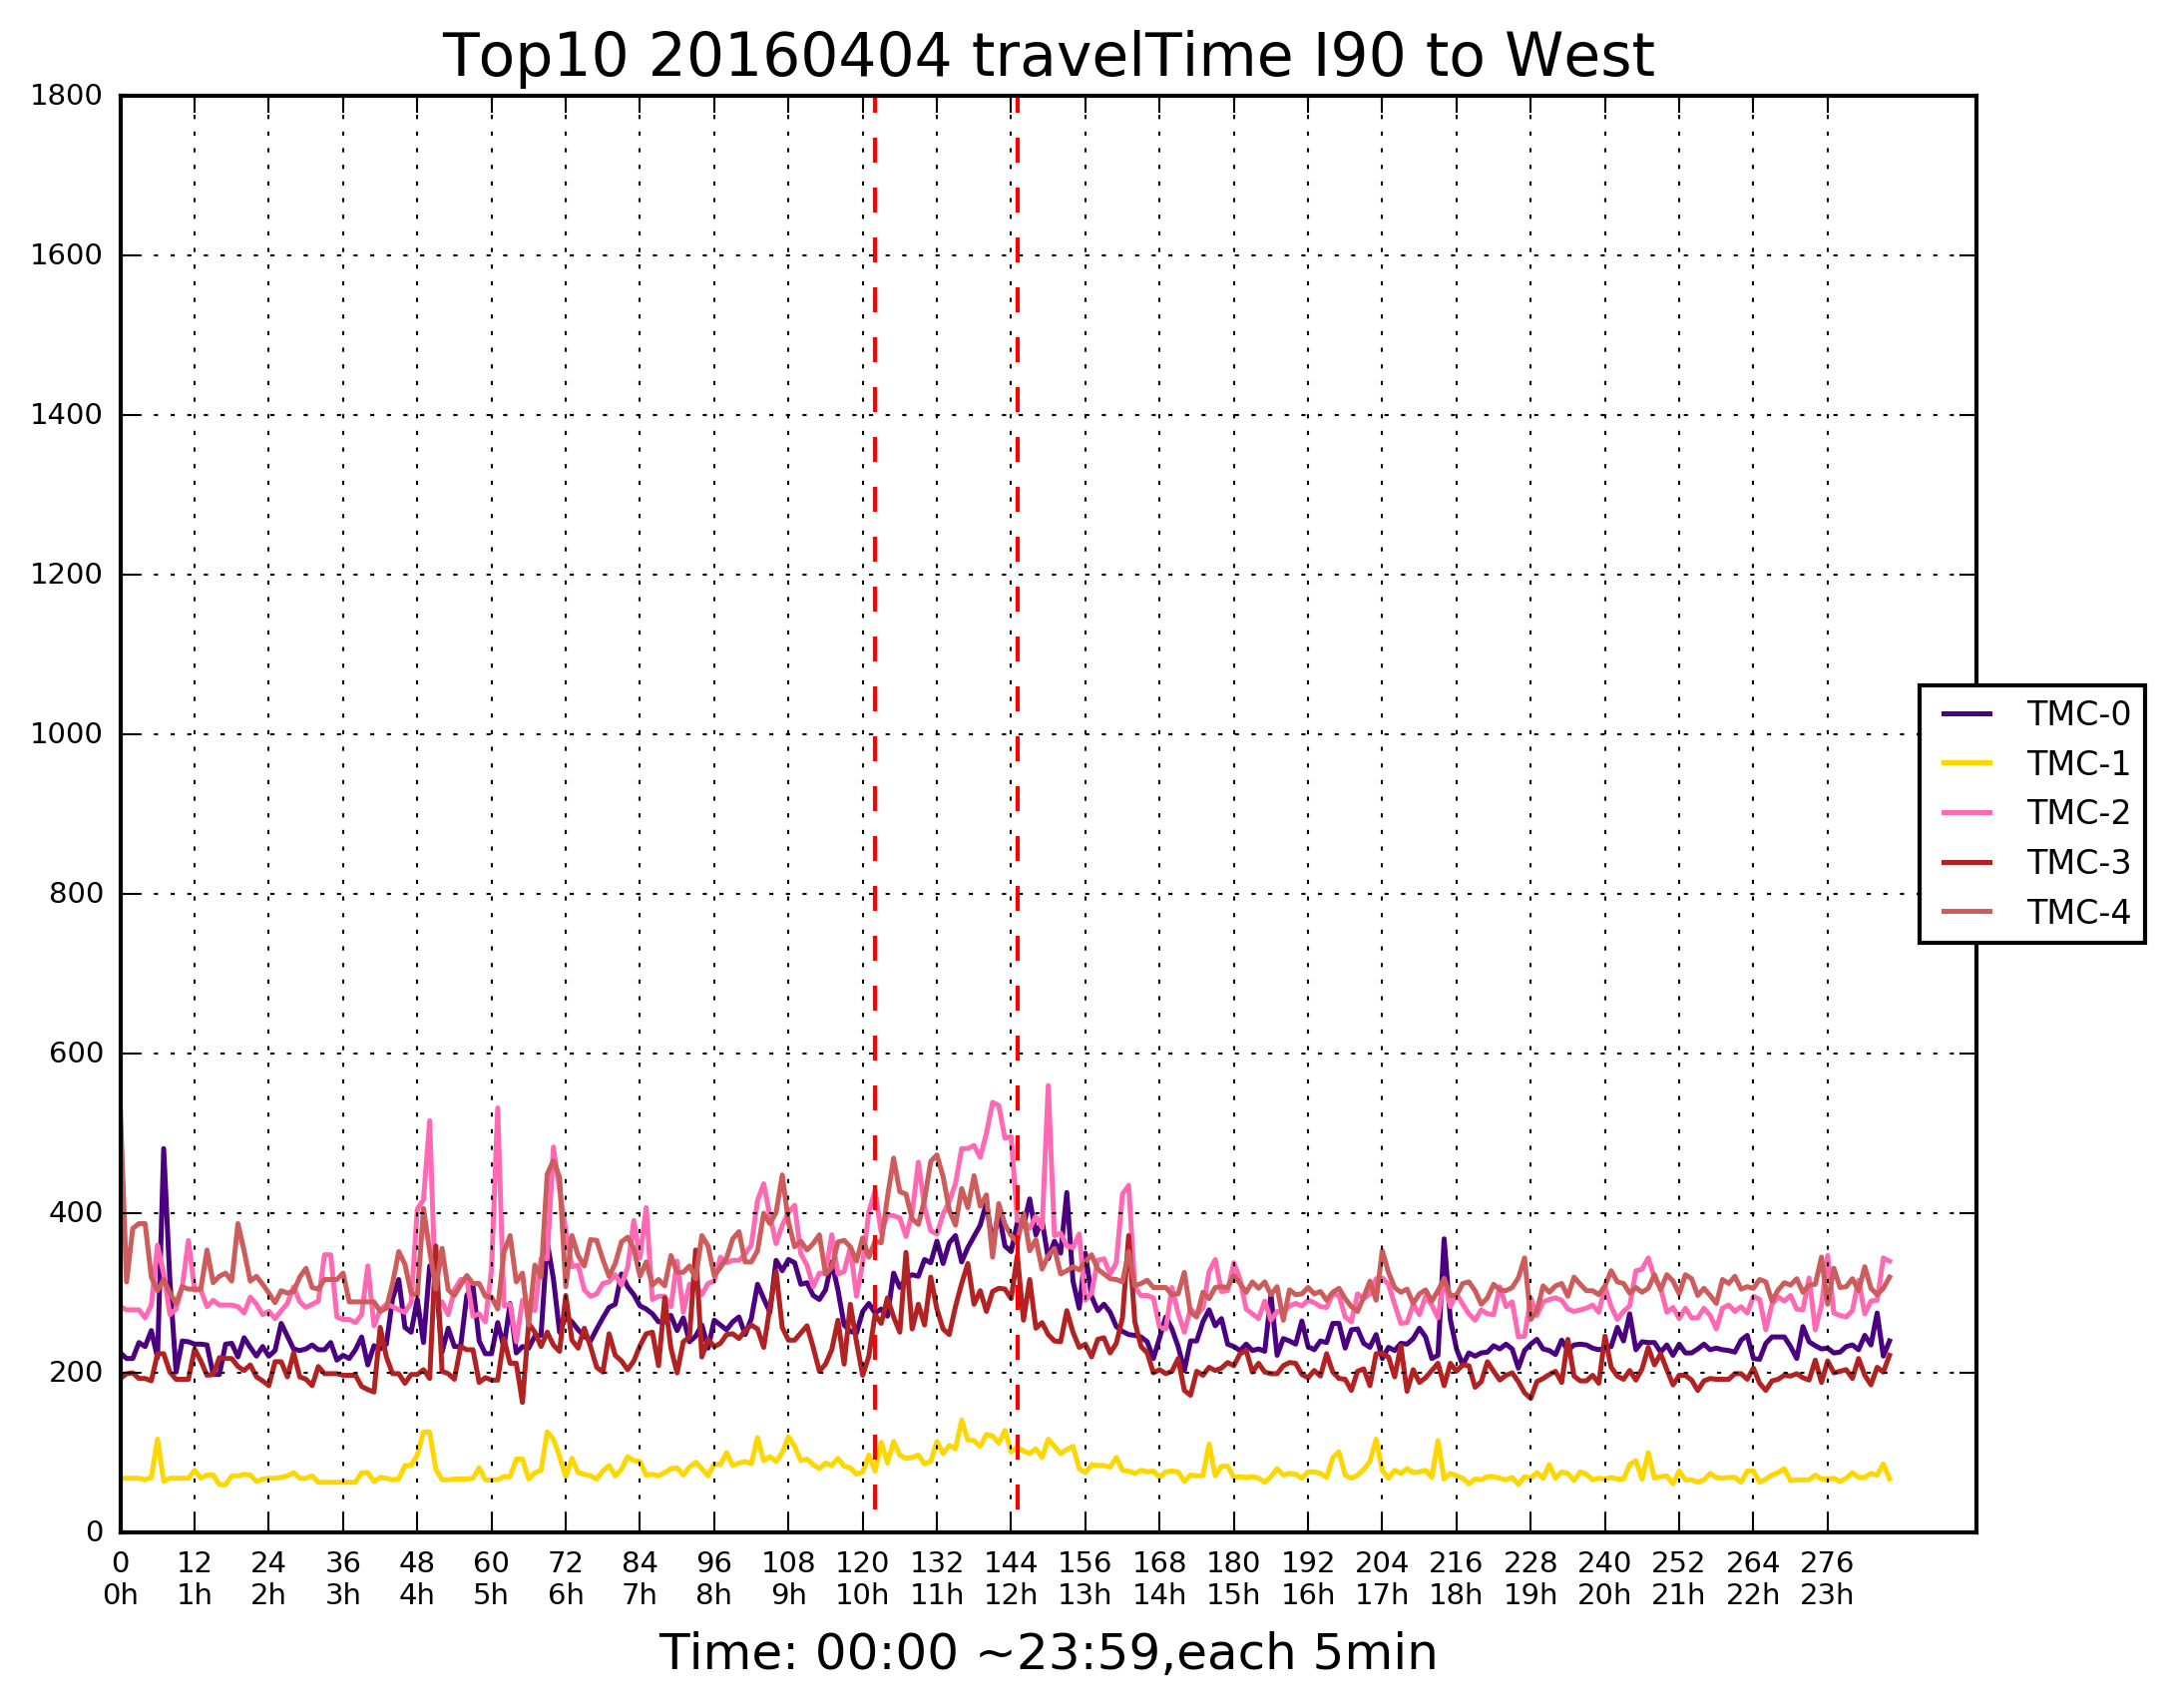 Top10 20160404 travelTime I90 to West
1800
1600
1400
1200
1000
800
600
400
200
0
TMC-0
TMC-1
TMC-2
TMC-3
TMC-4
0 12 24 36 48 60 72 84 96 108 120 132 144 156 168 180 192 204 216 228 240 252 264 276
0h 1h 2h 3h 4h 5h 6h 7h 8h 9h 10h 11h 12h 13h 14h 15h 16h 17h 18h 19h 20h 21h 22h 23h
Time: 00:00 ~23:59,each 5min